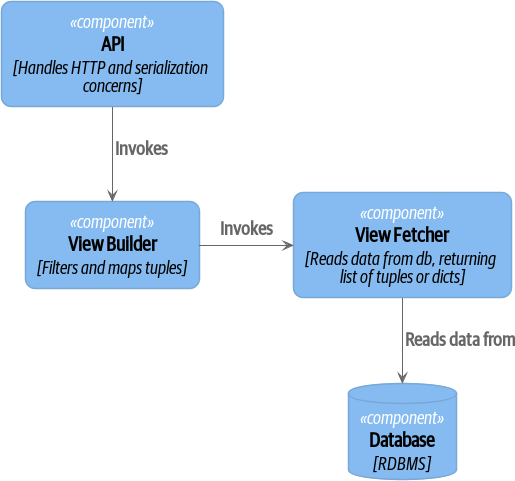 «component»
API
[Handles HTTP and serialization
concerns]
Invokes
«component»
View Builder
[Filters and maps tuples]
Invokes
«component»
View Fetcher
[Reads data from db, returning
list of tuples or dicts]
Reads data from
«component»
Database
[RDBMS]